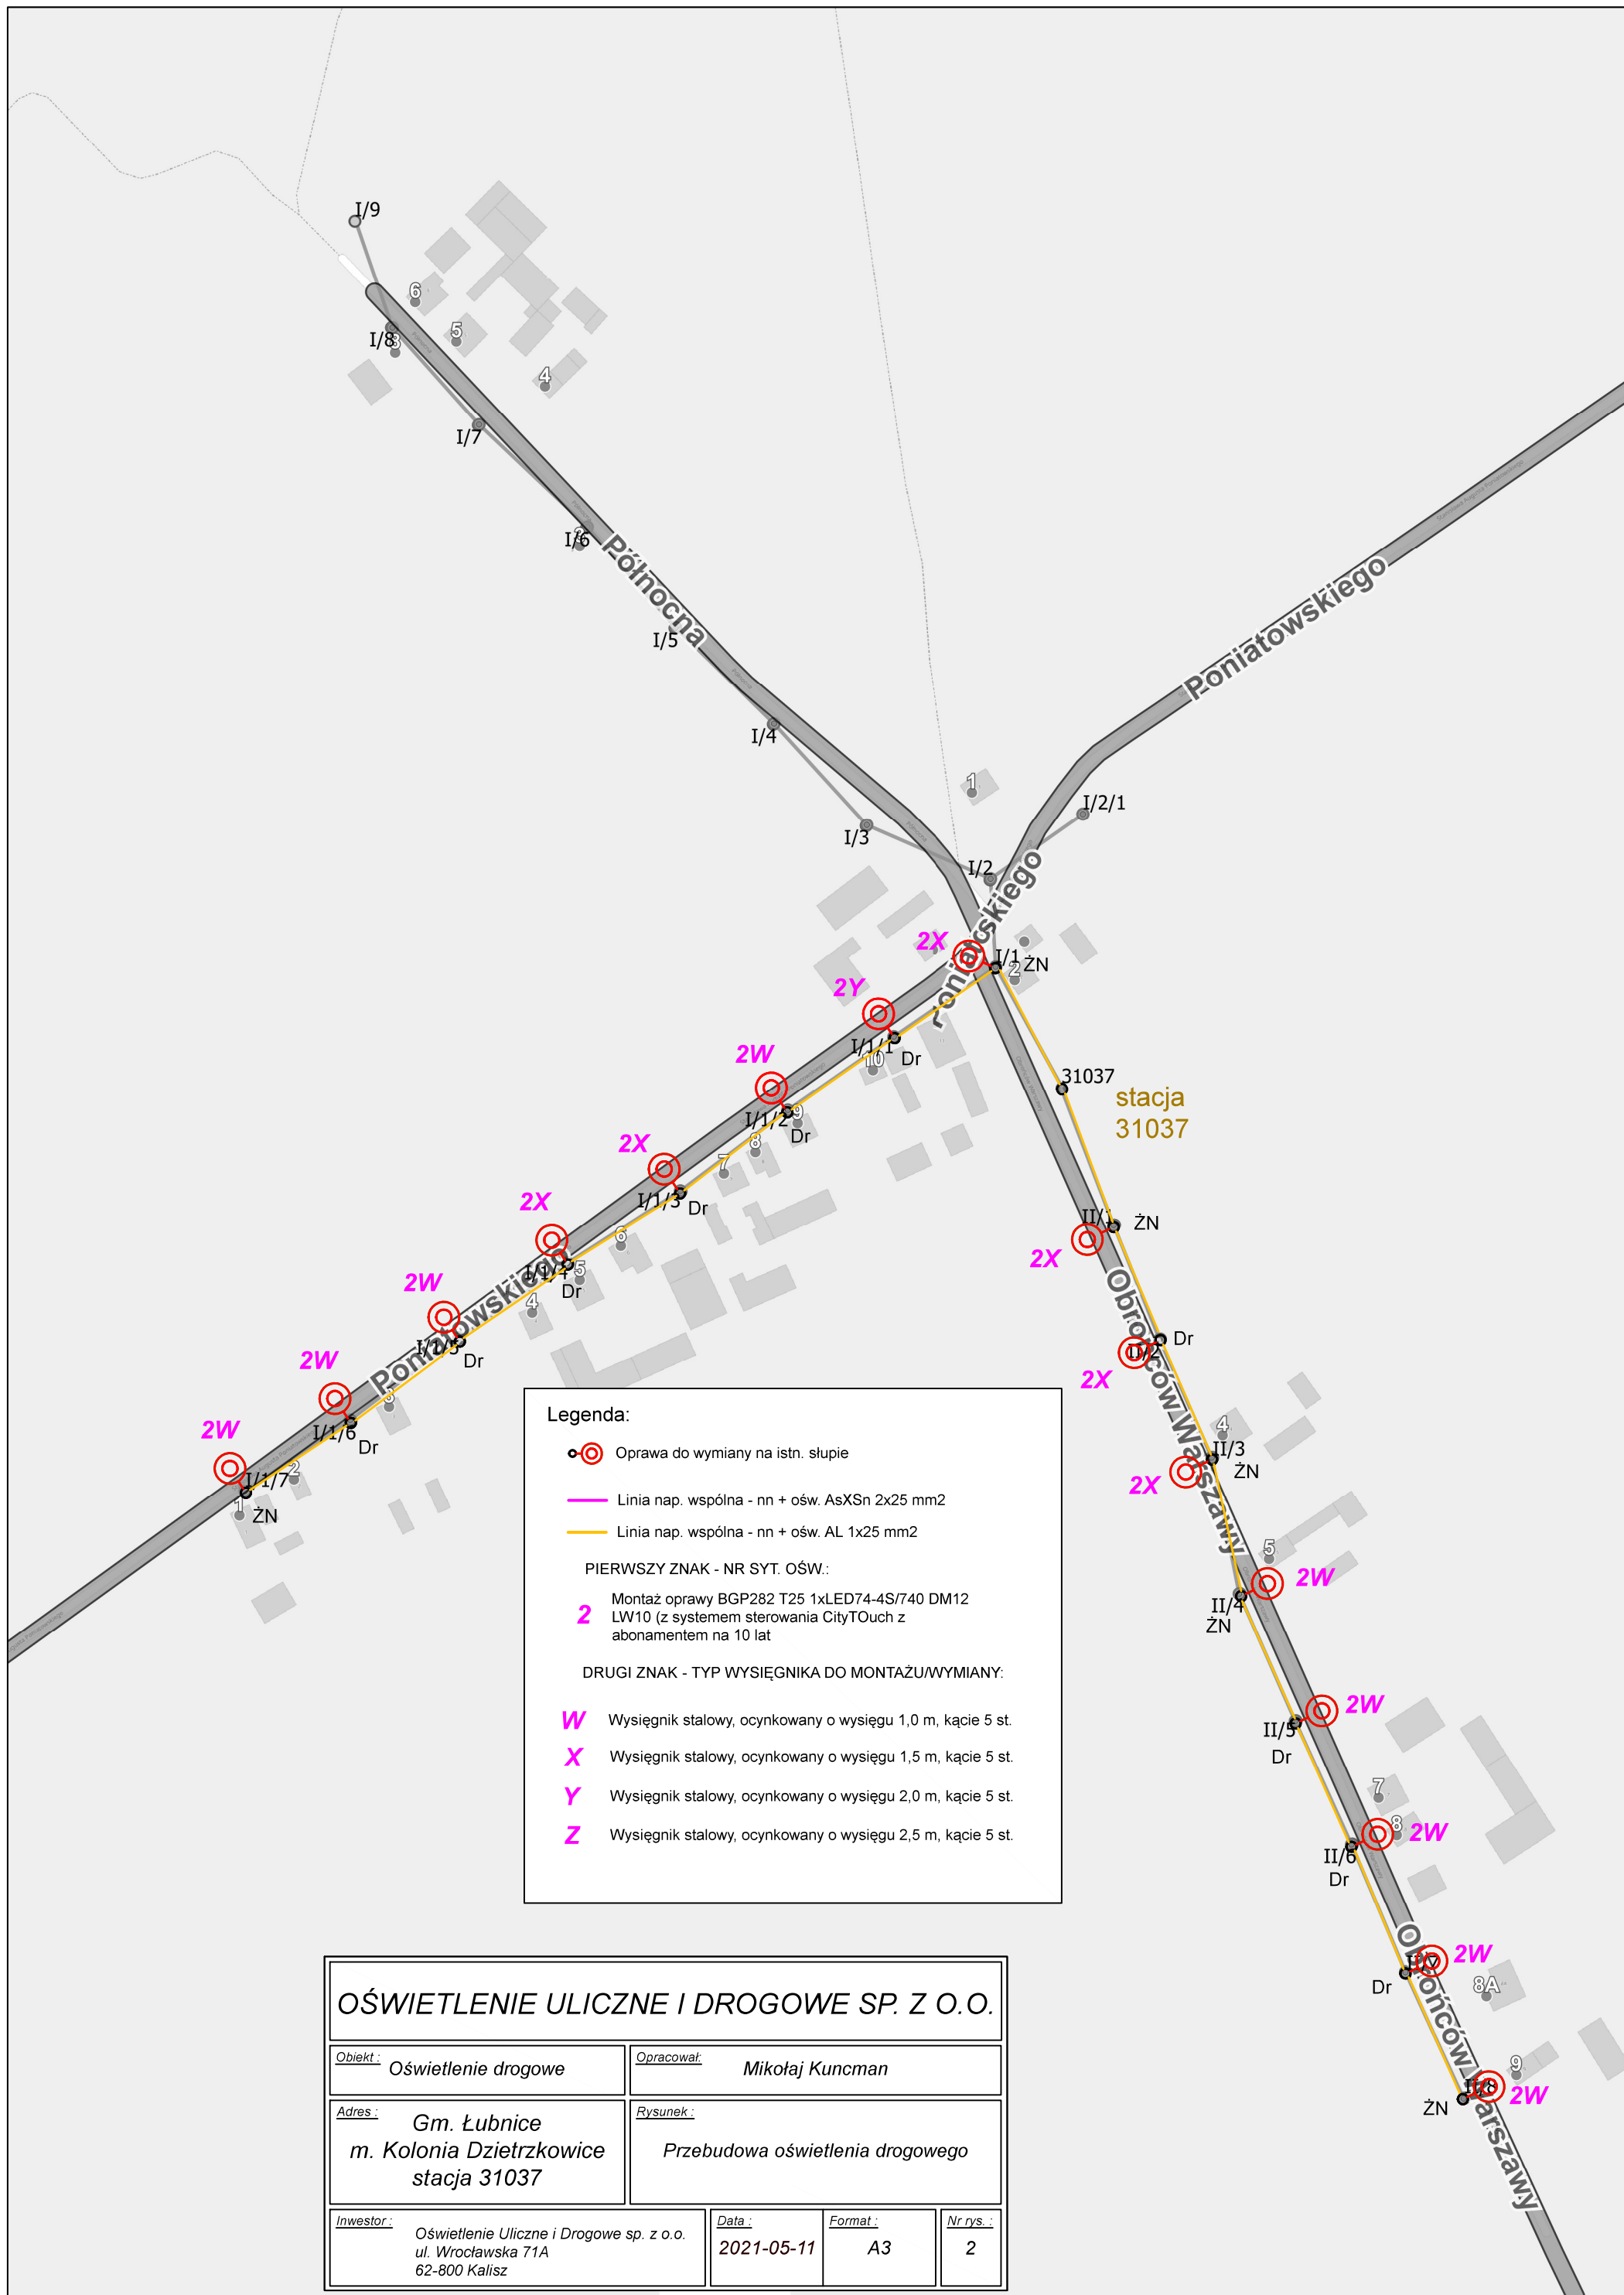 I/9
6
I/8
3
5
4
I/7
I/6
Północna
I/5
I/4
Poniatowskiego
1
I/2/1
I/3
I/2
Poniatowskiego
2X
I/1
ŻN
2
2Y
I/1/1
Dr
10
2W
I/1/2
Dr
9
8
7
31037
stacja
31037
2X
I/1/3
Dr
6
2X
I/1/4
Dr
5
4
II/1
ŻN
2X
Poniatowskiego
2W
I/1/5
Dr
Obrońców Warszawy
II/2
Dr
2X
2W
I/1/6
Dr
3
2W
I/1/7
ŻN
2
1
4
II/3
ŻN
2X
5
2W
II/4
ŻN
2W
II/5
Dr
7
8
2W
II/6
Dr
2W
II/7
Dr
8A
Obrońców Warszawy
9
II/8
2W
ŻN
Legenda:
Oprawa do wymiany na istn. słupie
Linia nap. wspólna - nn + ośw. AsXSn 2x25 mm2
Linia nap. wspólna - nn + ośw. AL 1x25 mm2
PIERWSZY ZNAK - NR SYT. OŚW.:
2 Montaż oprawy BGP282 T25 1xLED74-4S/740 DM12
LW10 (z systemem sterowania CityTOuch z
abonamentem na 10 lat
DRUGI ZNAK - TYP WYSIĘGNIKA DO MONTAŻU/WYMIANY:
W Wysięgnik stalowy, ocynkowany o wysięgu 1,0 m, kącie 5 st.
X Wysięgnik stalowy, ocynkowany o wysięgu 1,5 m, kącie 5 st.
Y Wysięgnik stalowy, ocynkowany o wysięgu 2,0 m, kącie 5 st.
Z Wysięgnik stalowy, ocynkowany o wysięgu 2,5 m, kącie 5 st.
OŚWIETLENIE ULICZNE I DROGOWE SP. Z O.O.
Obiekt : Oświetlenie drogowe
Opracował: Mikołaj Kuncman
Adres : Gm. Łubnice
m. Kolonia Dzietrzkowice
stacja 31037
Rysunek :
Przebudowa oświetlenia drogowego
Inwestor :
Oświetlenie Uliczne i Drogowe sp. z o.o.
ul. Wrocławska 71A
62-800 Kalisz
Data :
2021-05-11
Format :
A3
Nr rys. :
2